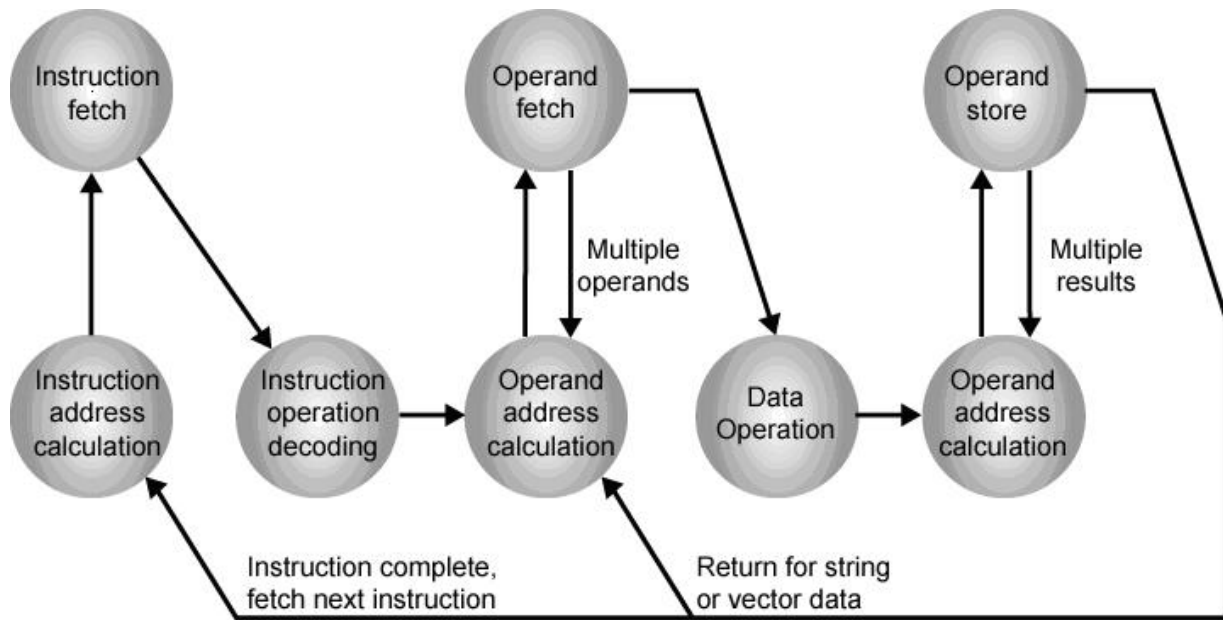 Instruction
fetch
Operand
fetch
Operand
store
Multiple
operands
Multiple
results
Instruction
address
calculation
Instruction
operation
decoding
Operand
address
calculation
Data
Operation
Operand
address
calculation
Instruction complete,
fetch next instruction
Return for string
or vector data